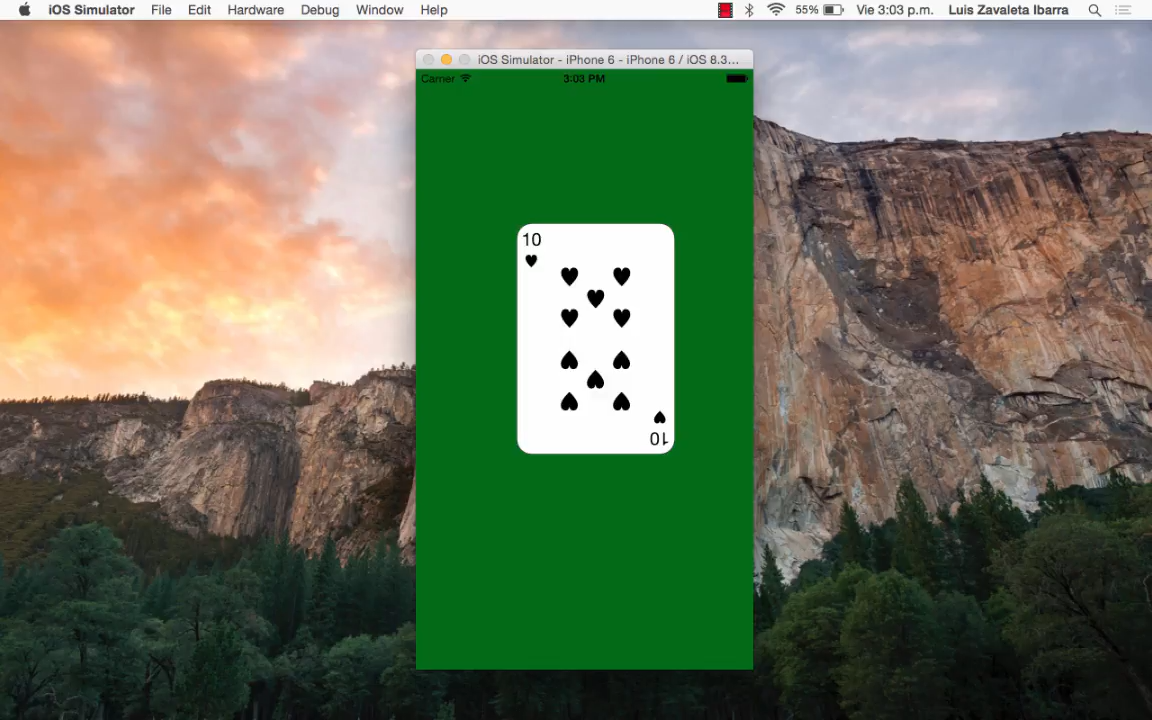 iOS Simulator File Edit Hardware Debug Window Help 55% Vie 3:03 p.m. Luis Zavaleta Ibarra
iOS Simulator - iPhone 6 - iPhone 6 / iOS 8.3...
Carrier 3:03 PM
10
10